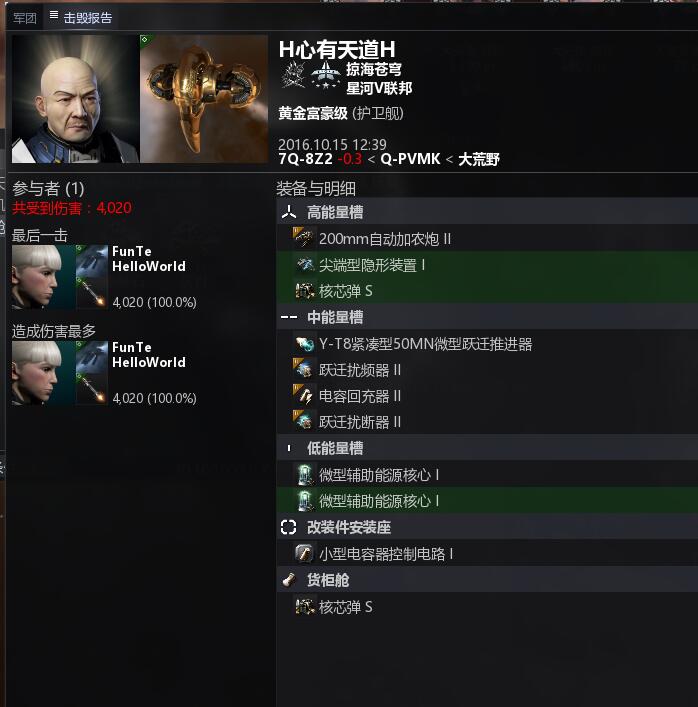 军团
击毁报告
H心有天道H
掠海苍穹
星河V联邦
黄金富豪级 (护卫舰)
2016.10.15 12:39
7Q-8Z2 -0.3 < Q-PVMK < 大荒野
参与者 (1)
共受到伤害：4,020
最后一击
FunTe
HelloWorld
4,020 (100.0%)
造成伤害最多
FunTe
HelloWorld
4,020 (100.0%)
装备与明细
高能量槽
200mm自动加农炮 II
尖端型隐形装置 I
核芯弹 S
中能量槽
Y-T8紧凑型50MN微型跃迁推进器
跃迁扰频器 II
电容回充器 II
跃迁扰断器 II
低能量槽
微型辅助能源核心 I
微型辅助能源核心 I
改装件安装座
小型电容器控制电路 I
货柜舱
核芯弹 S